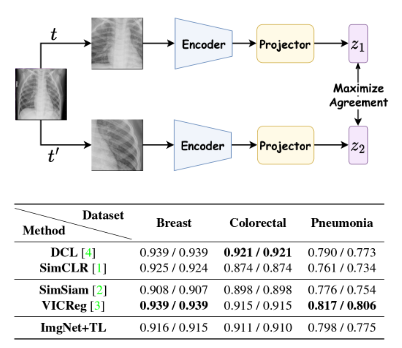 t
Encoder
Projector
z₁
Maximize
Agreement
t'
Encoder
Projector
z₂
Dataset
Method
Breast Colorectal Pneumonia
DCL [4] 0.939 / 0.939 0.921 / 0.921 0.790 / 0.773
SimCLR [1] 0.925 / 0.924 0.874 / 0.874 0.761 / 0.734
SimSiam [2] 0.908 / 0.907 0.898 / 0.898 0.776 / 0.754
VICReg [3] 0.939 / 0.939 0.915 / 0.915 0.817 / 0.806
ImgNet+TL 0.916 / 0.915 0.911 / 0.910 0.798 / 0.775